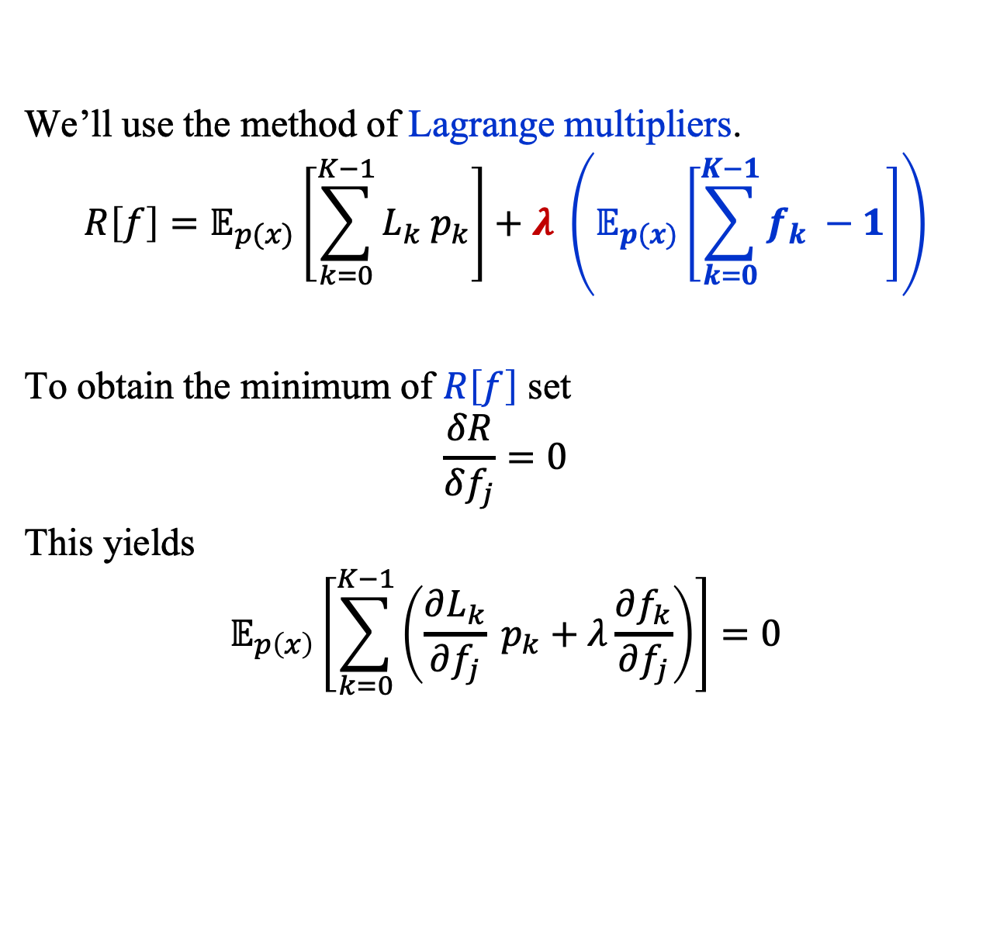 We’ll use the method of Lagrange multipliers.
$R[f] = \mathbb{E}_{p(x)} \left[ \sum_{k=0}^{K-1} L_k \, p_k \right] + \boldsymbol{\lambda} \left( \mathbb{E}_{\boldsymbol{p}(\boldsymbol{x})} \left[ \sum_{\boldsymbol{k=0}}^{\boldsymbol{K-1}} \boldsymbol{f_k} - \boldsymbol{1} \right] \right)$
To obtain the minimum of $R[f]$ set
$\frac{\delta R}{\delta f_j} = 0$
This yields
$\mathbb{E}_{p(x)} \left[ \sum_{k=0}^{K-1} \left( \frac{\partial L_k}{\partial f_j} \, p_k + \lambda \frac{\partial f_k}{\partial f_j} \right) \right] = 0$